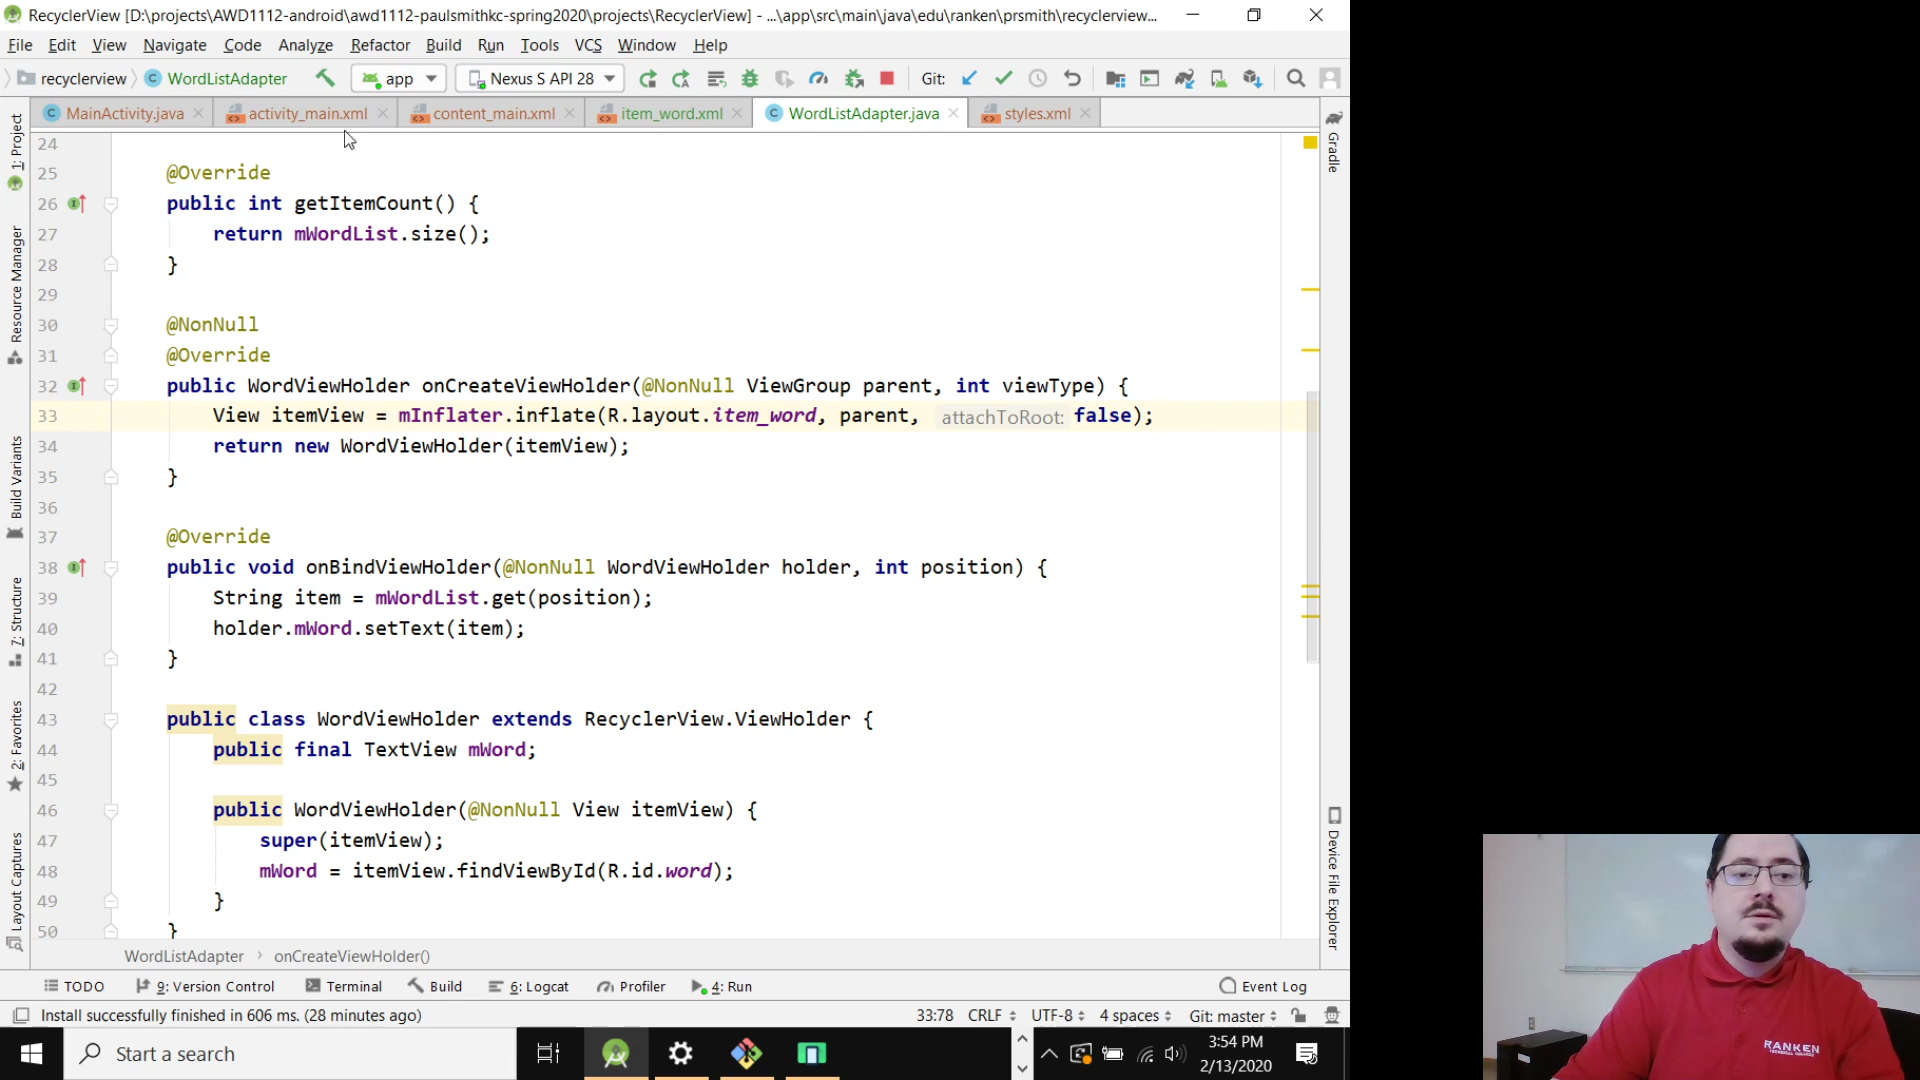 RecyclerView [D:\projects\AWD1112-android\awd1112-paulsmithkc-spring2020\projects\RecyclerView] - ...\app\src\main\java\edu\ranken\prsmith\recyclerview...
File Edit View Navigate Code Analyze Refactor Build Run Tools VCS Window Help
recyclerview WordListAdapter app Nexus S API 28 Git:
MainActivity.java activity_main.xml content_main.xml item_word.xml WordListAdapter.java styles.xml
1: Project
Resource Manager
Build Variants
7: Structure
2: Favorites
Layout Captures
24
25 @Override
26 public int getItemCount() {
27 return mWordList.size();
28 }
29
30 @NonNull
31 @Override
32 public WordViewHolder onCreateViewHolder(@NonNull ViewGroup parent, int viewType) {
33 View itemView = mInflater.inflate(R.layout.item_word, parent, attachToRoot: false);
34 return new WordViewHolder(itemView);
35 }
36
37 @Override
38 public void onBindViewHolder(@NonNull WordViewHolder holder, int position) {
39 String item = mWordList.get(position);
40 holder.mWord.setText(item);
41 }
42
43 public class WordViewHolder extends RecyclerView.ViewHolder {
44 public final TextView mWord;
45
46 public WordViewHolder(@NonNull View itemView) {
47 super(itemView);
48 mWord = itemView.findViewById(R.id.word);
49 }
50 }
Gradle
Device File Explorer
WordListAdapter › onCreateViewHolder()
TODO 9: Version Control Terminal Build 6: Logcat Profiler 4: Run Event Log
Install successfully finished in 606 ms. (28 minutes ago) 33:78 CRLF UTF-8 4 spaces Git: master
Start a search
3:54 PM
2/13/2020
RANKEN